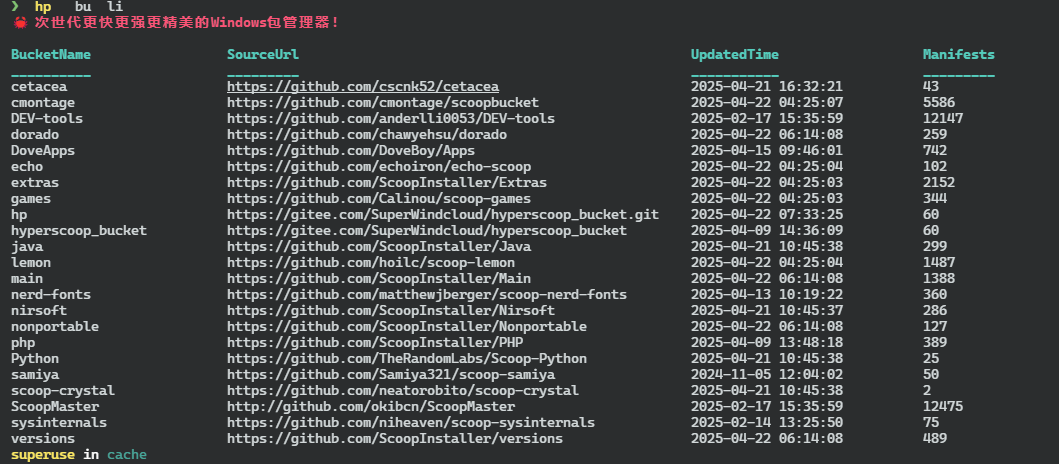 ❯ hp bu li
🦀 次世代更快更强更精美的Windows包管理器!
BucketName SourceUrl UpdatedTime Manifests
__________ _________ ___________ _________
cetacea https://github.com/cscnk52/cetacea 2025-04-21 16:32:21 43
cmontage https://github.com/cmontage/scoopbucket 2025-04-22 04:25:07 5586
DEV-tools https://github.com/anderlli0053/DEV-tools 2025-02-17 15:35:59 12147
dorado https://github.com/chawyehsu/dorado 2025-04-22 06:14:08 259
DoveApps https://github.com/DoveBoy/Apps 2025-04-15 09:46:01 742
echo https://github.com/echoiron/echo-scoop 2025-04-22 04:25:04 102
extras https://github.com/ScoopInstaller/Extras 2025-04-22 04:25:03 2152
games https://github.com/Calinou/scoop-games 2025-04-22 04:25:03 344
hp https://gitee.com/SuperWindcloud/hyperscoop_bucket.git 2025-04-22 07:33:25 60
hyperscoop_bucket https://gitee.com/SuperWindcloud/hyperscoop_bucket 2025-04-09 14:36:09 60
java https://github.com/ScoopInstaller/Java 2025-04-21 10:45:38 299
lemon https://github.com/hoilc/scoop-lemon 2025-04-22 04:25:04 1487
main https://github.com/ScoopInstaller/Main 2025-04-22 06:14:08 1388
nerd-fonts https://github.com/matthewjberger/scoop-nerd-fonts 2025-04-13 10:19:22 360
nirsoft https://github.com/ScoopInstaller/Nirsoft 2025-04-21 10:45:37 286
nonportable https://github.com/ScoopInstaller/Nonportable 2025-04-22 06:14:08 127
php https://github.com/ScoopInstaller/PHP 2025-04-09 13:48:18 389
Python https://github.com/TheRandomLabs/Scoop-Python 2025-04-21 10:45:38 25
samiya https://github.com/Samiya321/scoop-samiya 2024-11-05 12:04:02 50
scoop-crystal https://github.com/neatorobito/scoop-crystal 2025-04-21 10:45:38 2
ScoopMaster http://github.com/okibcn/ScoopMaster 2025-02-17 15:35:59 12475
sysinternals https://github.com/niheaven/scoop-sysinternals 2025-02-14 13:25:50 75
versions https://github.com/ScoopInstaller/versions 2025-04-22 06:14:08 489
superuse in cache